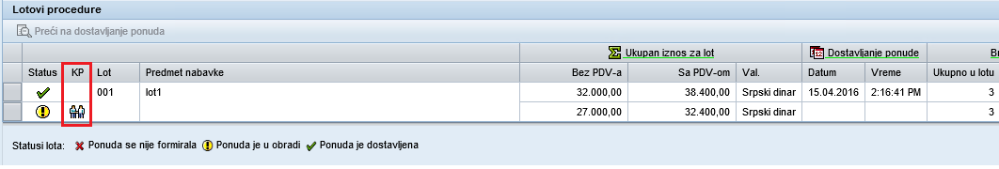 Lotovi procedure
Preći na dostavljanje ponuda
Ukupan iznos za lot Dostavljanje ponude
Status KP Lot Predmet nabavke Bez PDV-a Sa PDV-om Val. Datum Vreme Ukupno u lotu
001 lot1 32.000,00 38.400,00 Srpski dinar 15.04.2016 2:16:41 PM 3
27.000,00 32.400,00 Srpski dinar 3
Statusi lota: Ponuda se nije formirala Ponuda je u obradi Ponuda je dostavljena